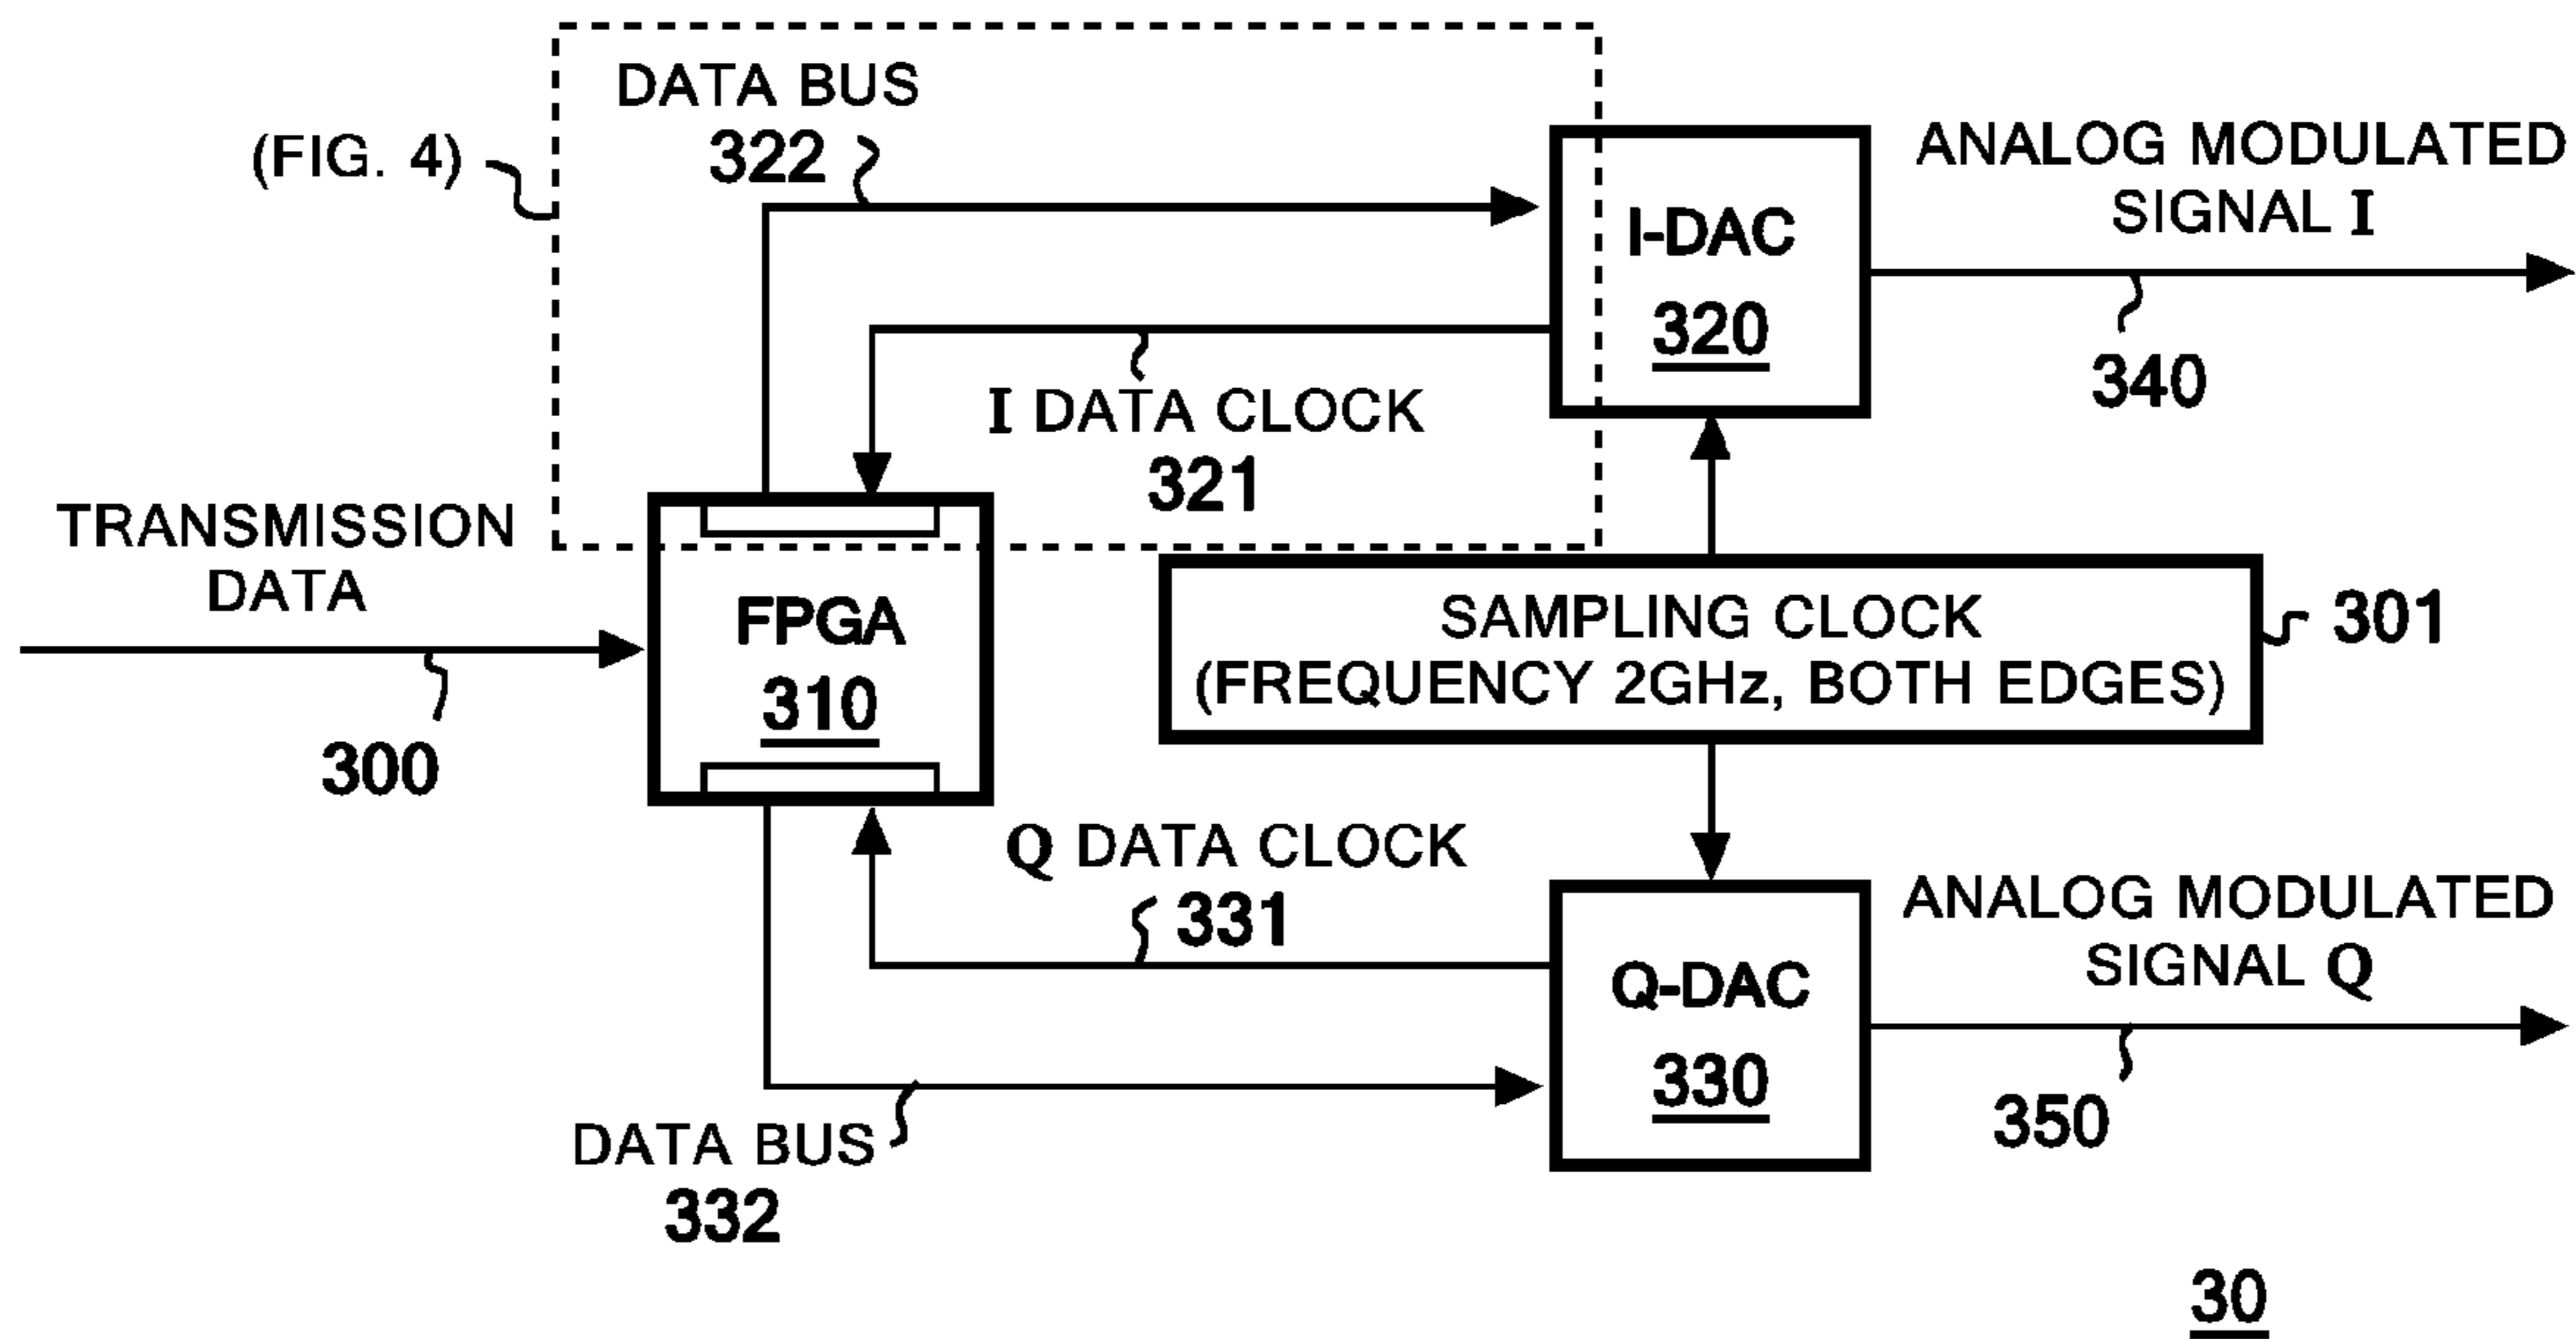 DATA BUS
322
(FIG. 4)
I-DAC
320
ANALOG MODULATED
SIGNAL I
340
I DATA CLOCK
321
TRANSMISSION
DATA
300
FPGA
310
SAMPLING CLOCK
(FREQUENCY 2GHz, BOTH EDGES)
301
Q DATA CLOCK
331
Q-DAC
330
ANALOG MODULATED
SIGNAL Q
350
DATA BUS
332
30